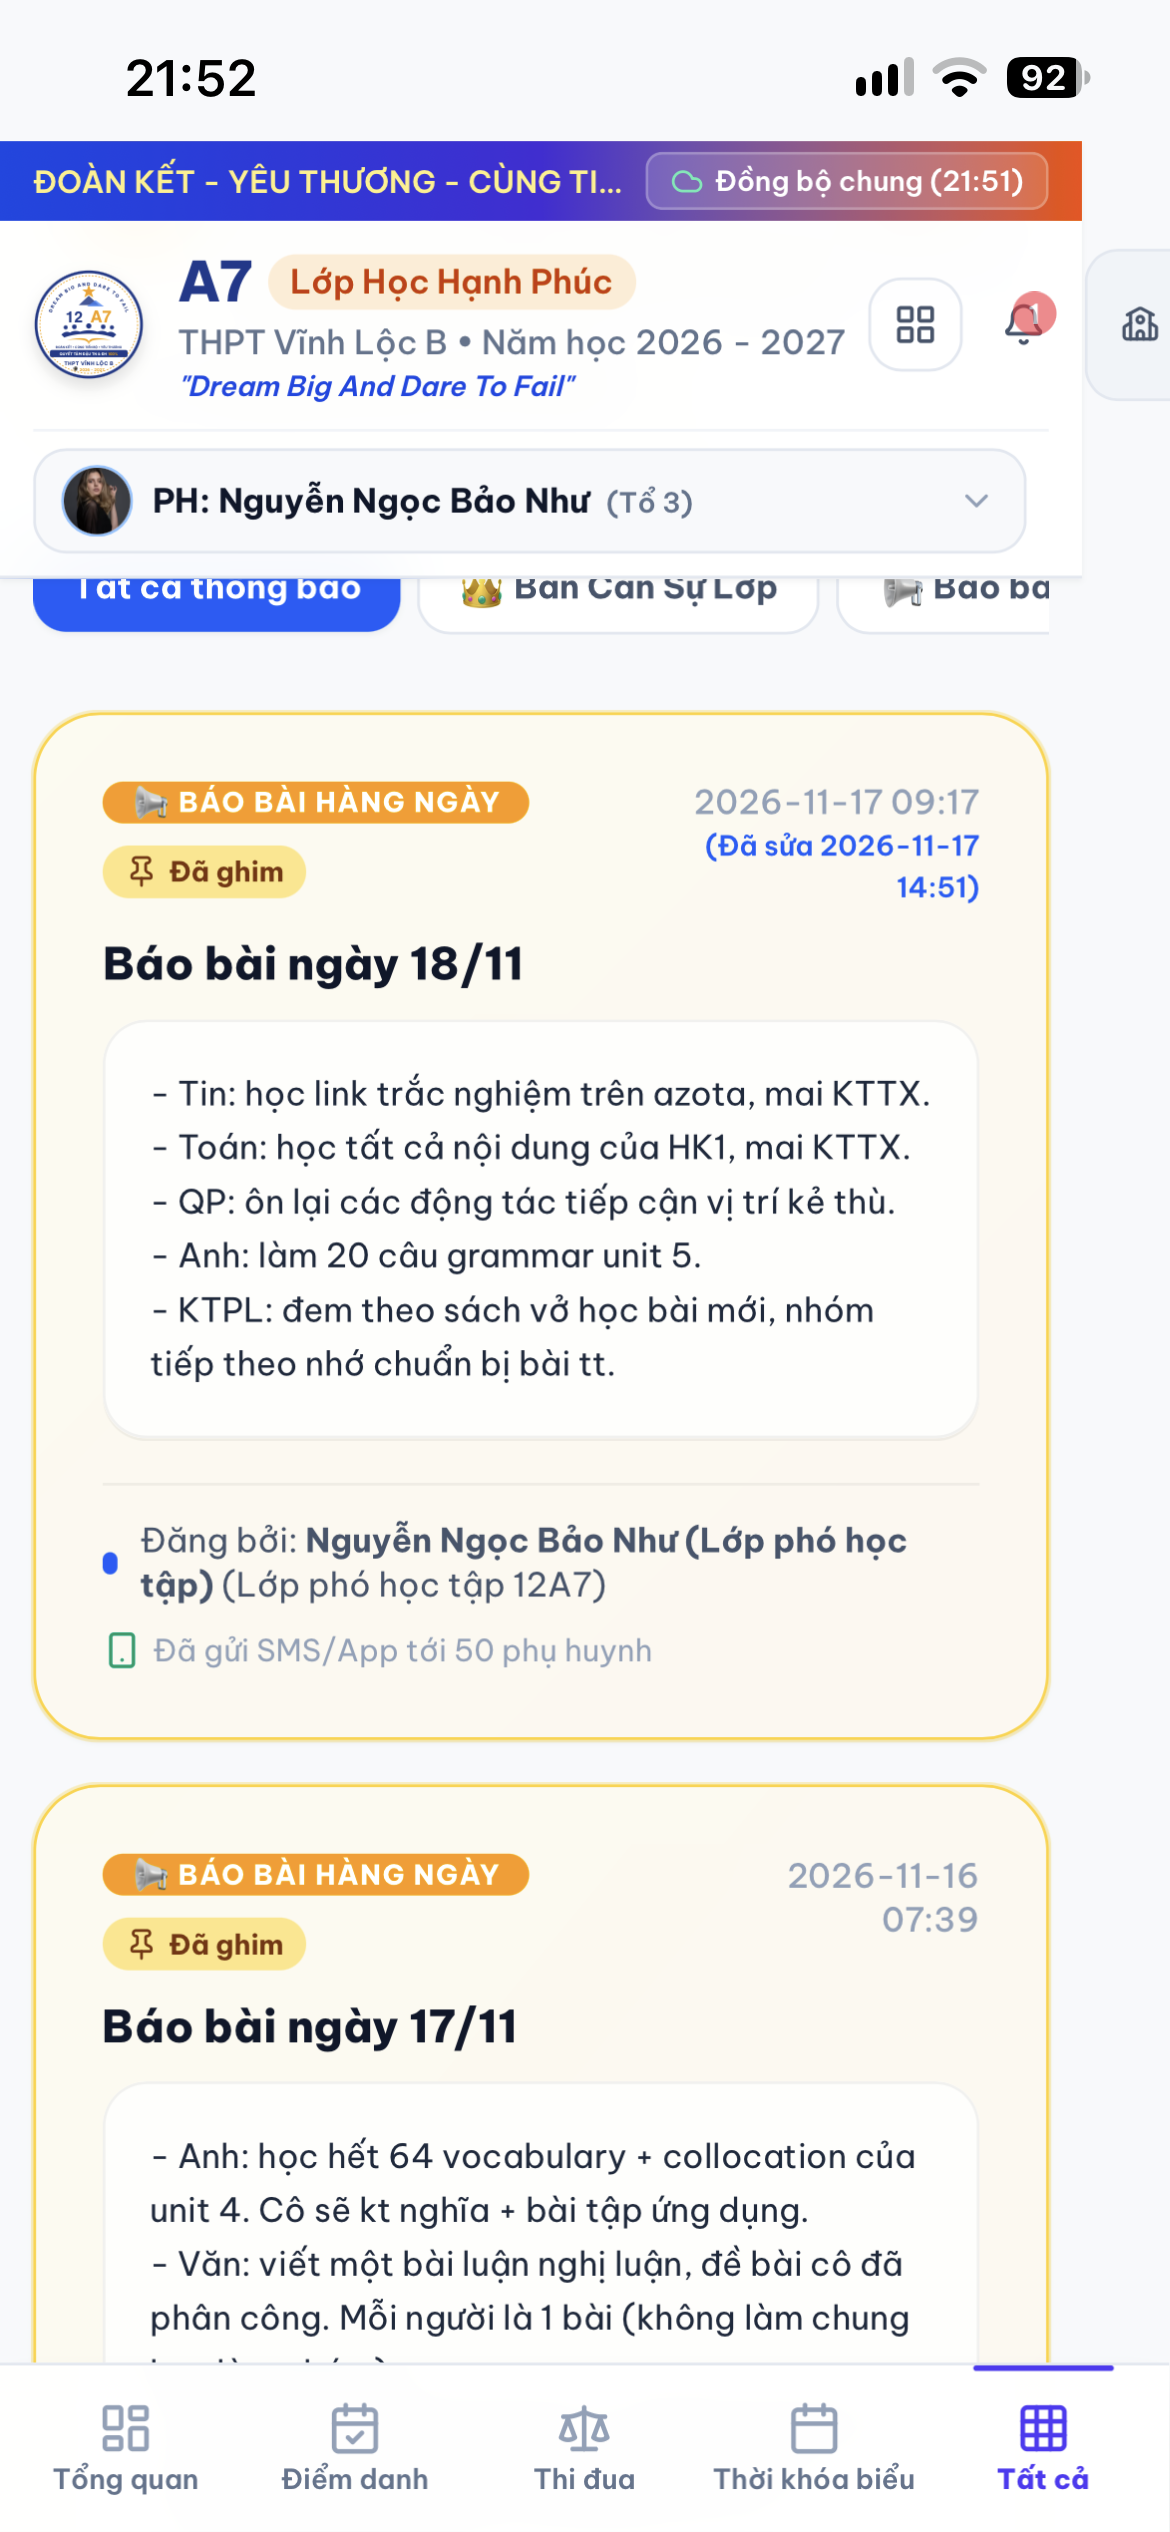 21:52
92
ĐOÀN KẾT - YÊU THƯƠNG - CÙNG TI...
Đồng bộ chung (21:51)
A7
Lớp Học Hạnh Phúc
THPT Vĩnh Lộc B • Năm học 2026 - 2027
"Dream Big And Dare To Fail"
DREAM BIG AND DARE TO FAIL
12 A7
THPT VĨNH LỘC B
1
PH: Nguyễn Ngọc Bảo Như (Tổ 3)
Tất cả thông báo
Ban Cán Sự Lớp
Báo bà
BÁO BÀI HÀNG NGÀY
2026-11-17 09:17
(Đã sửa 2026-11-17
14:51)
Đã ghim
Báo bài ngày 18/11
- Tin: học link trắc nghiệm trên azota, mai KTTX.
- Toán: học tất cả nội dung của HK1, mai KTTX.
- QP: ôn lại các động tác tiếp cận vị trí kẻ thù.
- Anh: làm 20 câu grammar unit 5.
- KTPL: đem theo sách vở học bài mới, nhóm
tiếp theo nhớ chuẩn bị bài tt.
Đăng bởi: Nguyễn Ngọc Bảo Như (Lớp phó học
tập) (Lớp phó học tập 12A7)
Đã gửi SMS/App tới 50 phụ huynh
BÁO BÀI HÀNG NGÀY
2026-11-16
07:39
Đã ghim
Báo bài ngày 17/11
- Anh: học hết 64 vocabulary + collocation của
unit 4. Cô sẽ kt nghĩa + bài tập ứng dụng.
- Văn: viết một bài luận nghị luận, đề bài cô đã
phân công. Mỗi người là 1 bài (không làm chung
Tổng quan
Điểm danh
Thi đua
Thời khóa biểu
Tất cả